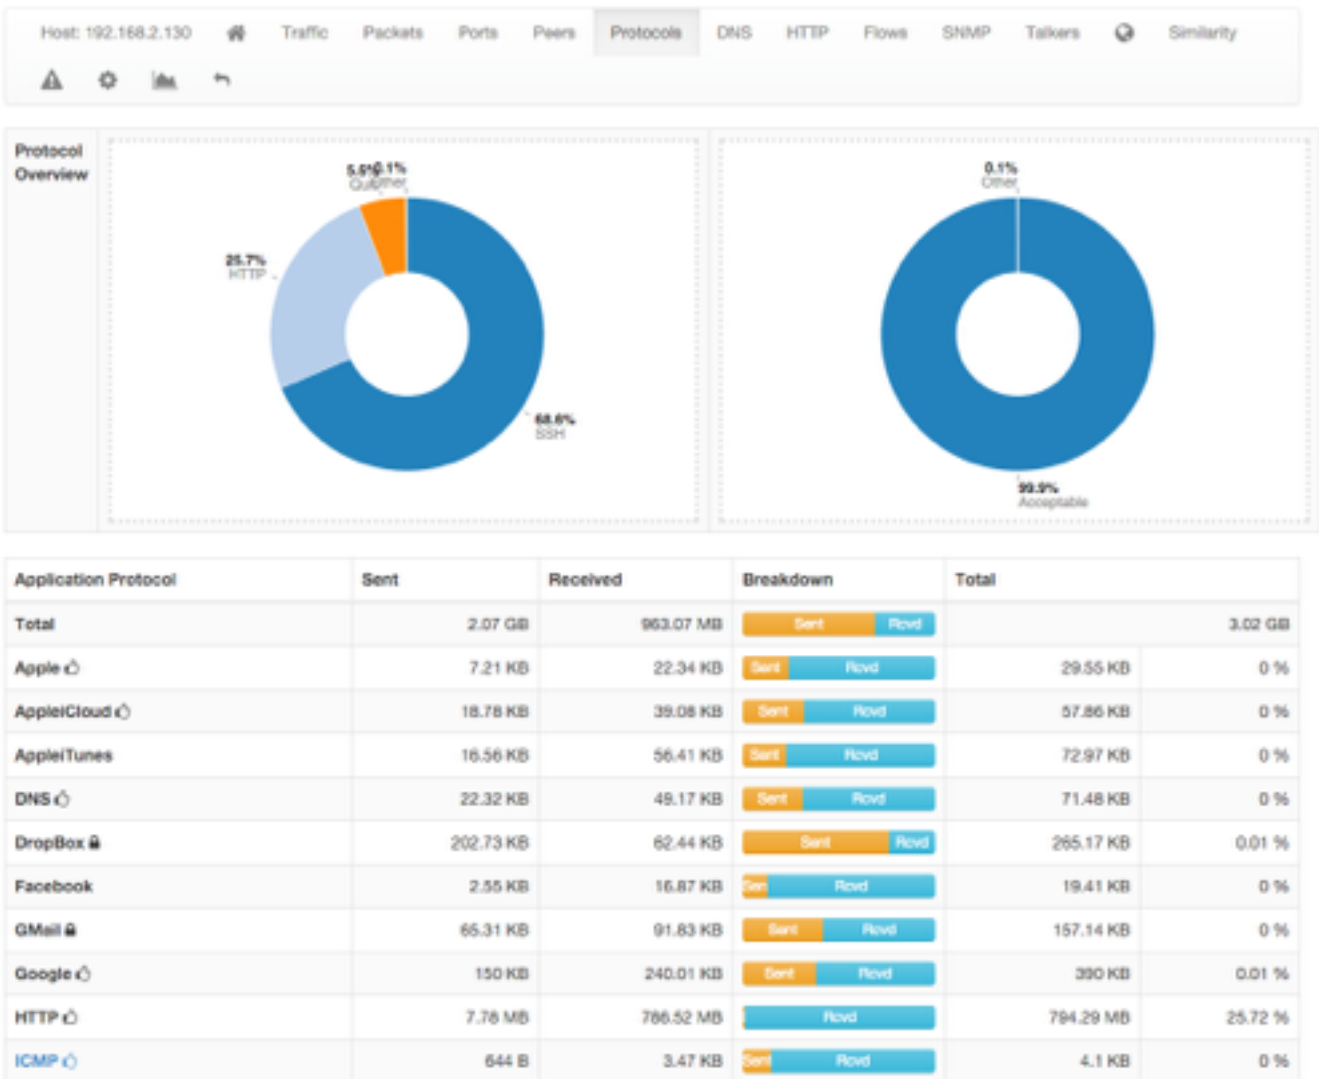 Host: 192.168.2.130 Traffic Packets Ports Peers Protocols DNS HTTP Flows SNMP Talkers Similarity
Protocol
Overview
5.6% 0.1%
Other
25.7%
HTTP
68.6%
SSH
0.1%
Other
99.9%
Acceptable
Application Protocol Sent Received Breakdown Total
Total 2.07 GB 963.07 MB Sent Rcvd 3.02 GB
Apple 7.21 KB 22.34 KB Sent Rcvd 29.55 KB 0 %
AppleiCloud 18.78 KB 39.08 KB Sent Rcvd 57.86 KB 0 %
AppleiTunes 16.56 KB 56.41 KB Sent Rcvd 72.97 KB 0 %
DNS 22.32 KB 49.17 KB Sent Rcvd 71.48 KB 0 %
DropBox 202.73 KB 62.44 KB Sent Rcvd 265.17 KB 0.01 %
Facebook 2.55 KB 16.87 KB Sen Rcvd 19.41 KB 0 %
GMail 65.31 KB 91.83 KB Sent Rcvd 157.14 KB 0 %
Google 150 KB 240.01 KB Sent Rcvd 390 KB 0.01 %
HTTP 7.78 MB 786.52 MB Rcvd 794.29 MB 25.72 %
ICMP 644 B 3.47 KB Sent Rcvd 4.1 KB 0 %